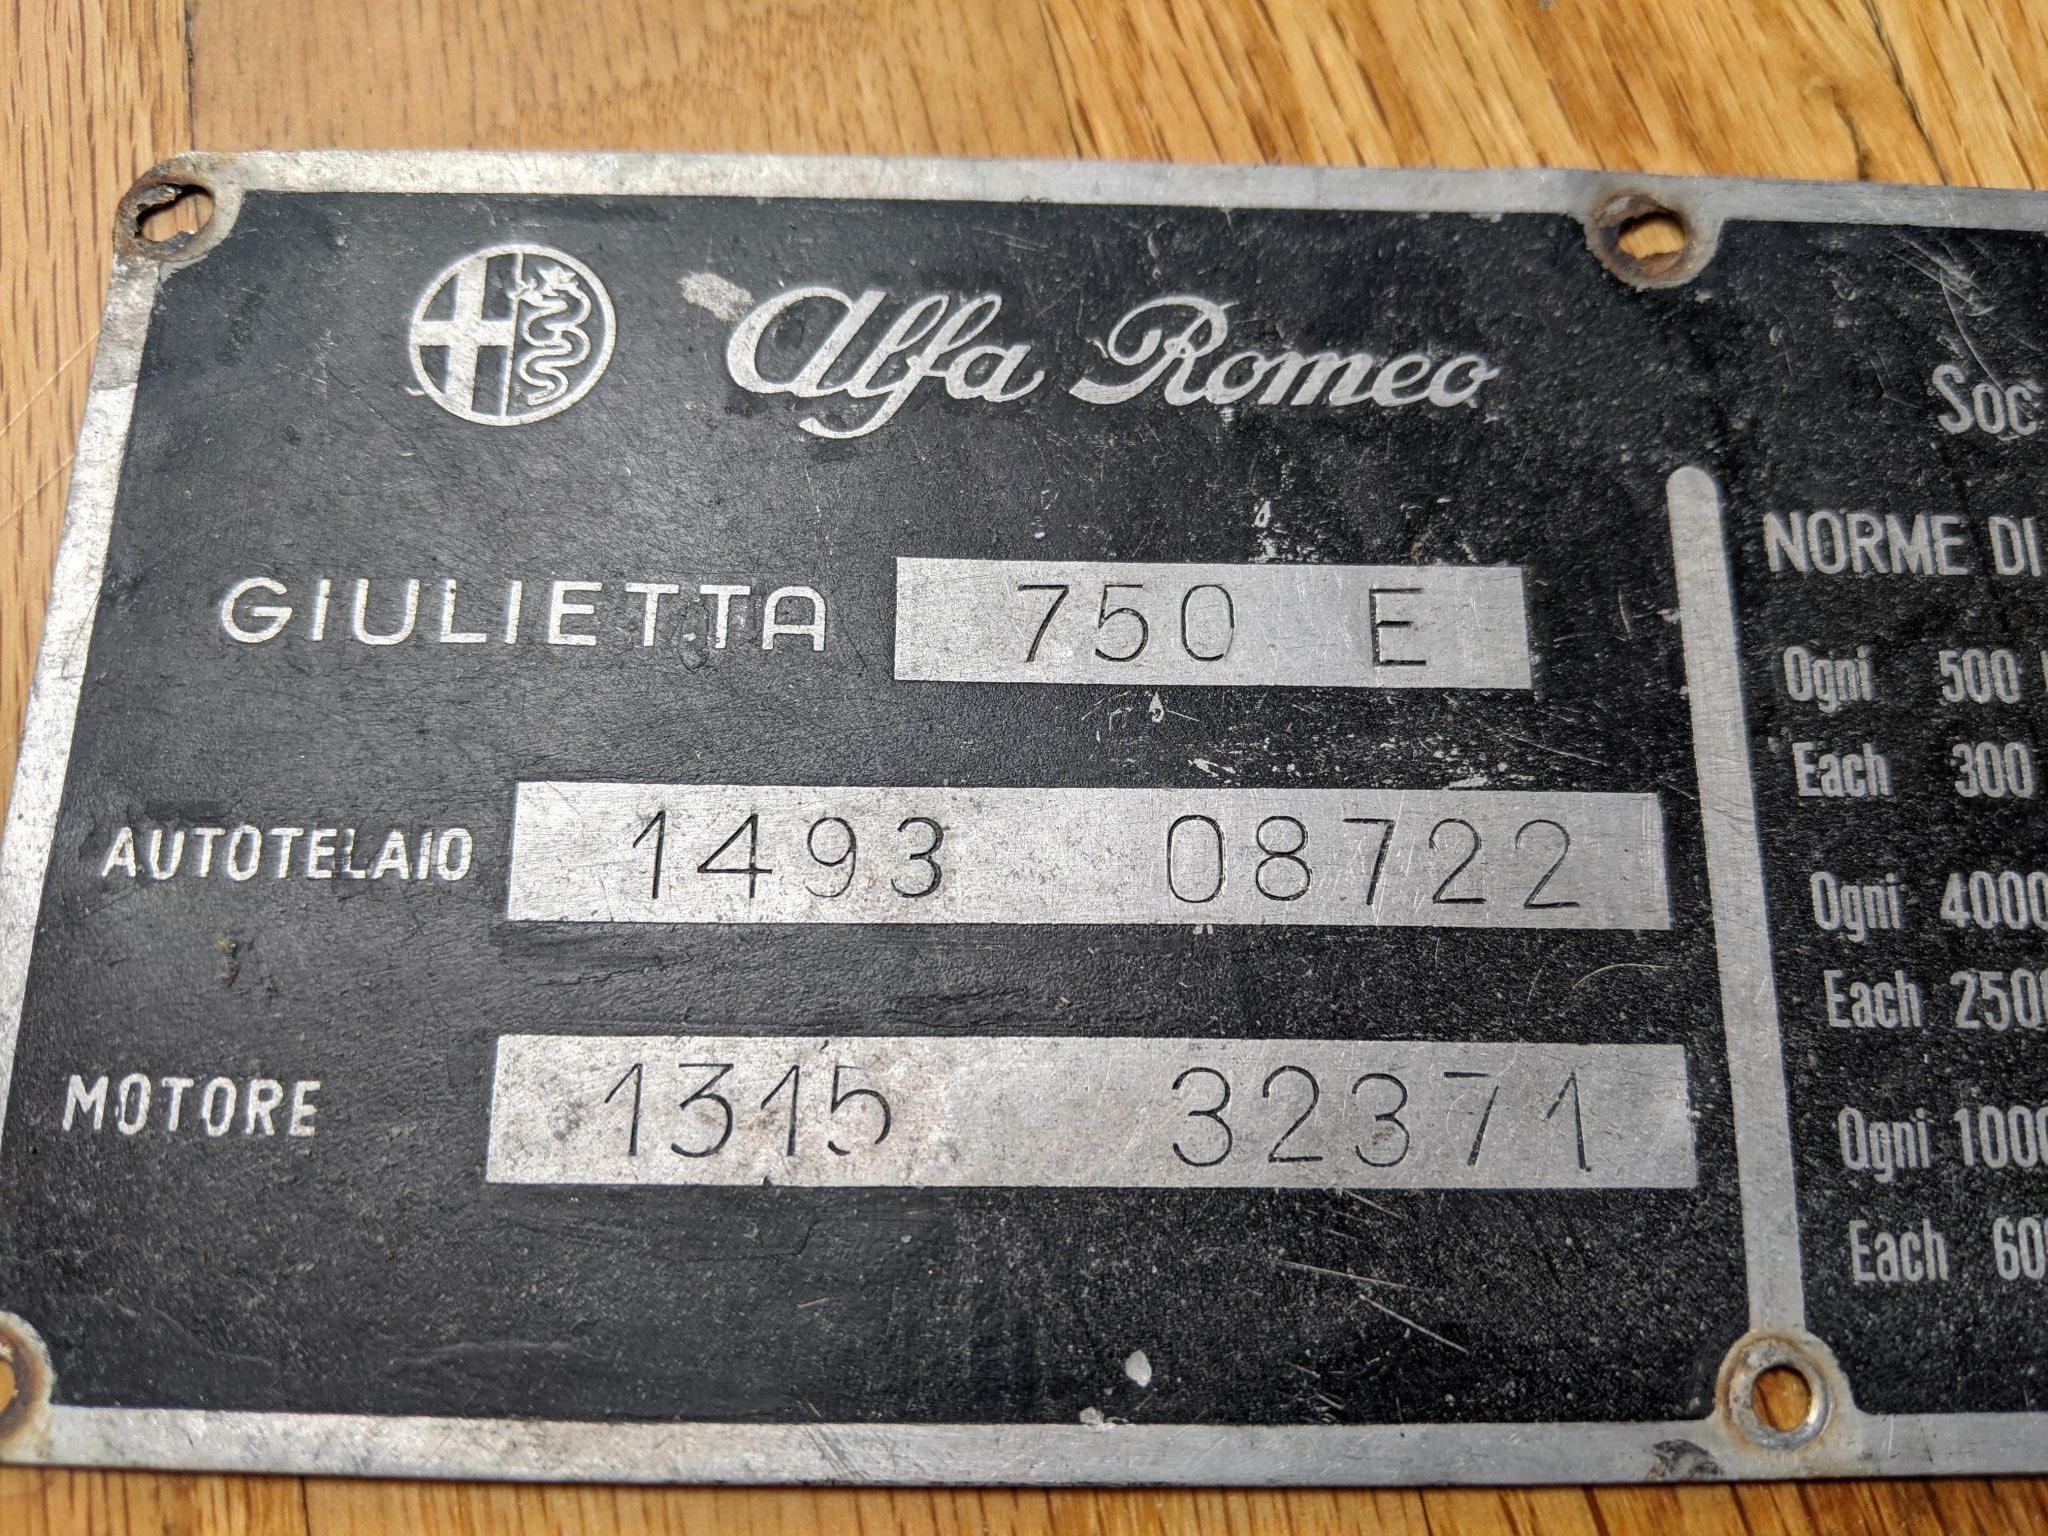 Alfa Romeo
GIULIETTA 750 E
AUTOTELAIO 1493 08722
MOTORE 1315 32371
Soc
NORME DI
Ogni 500
Each 300
Ogni 4000
Each 2500
Ogni 1000
Each 60